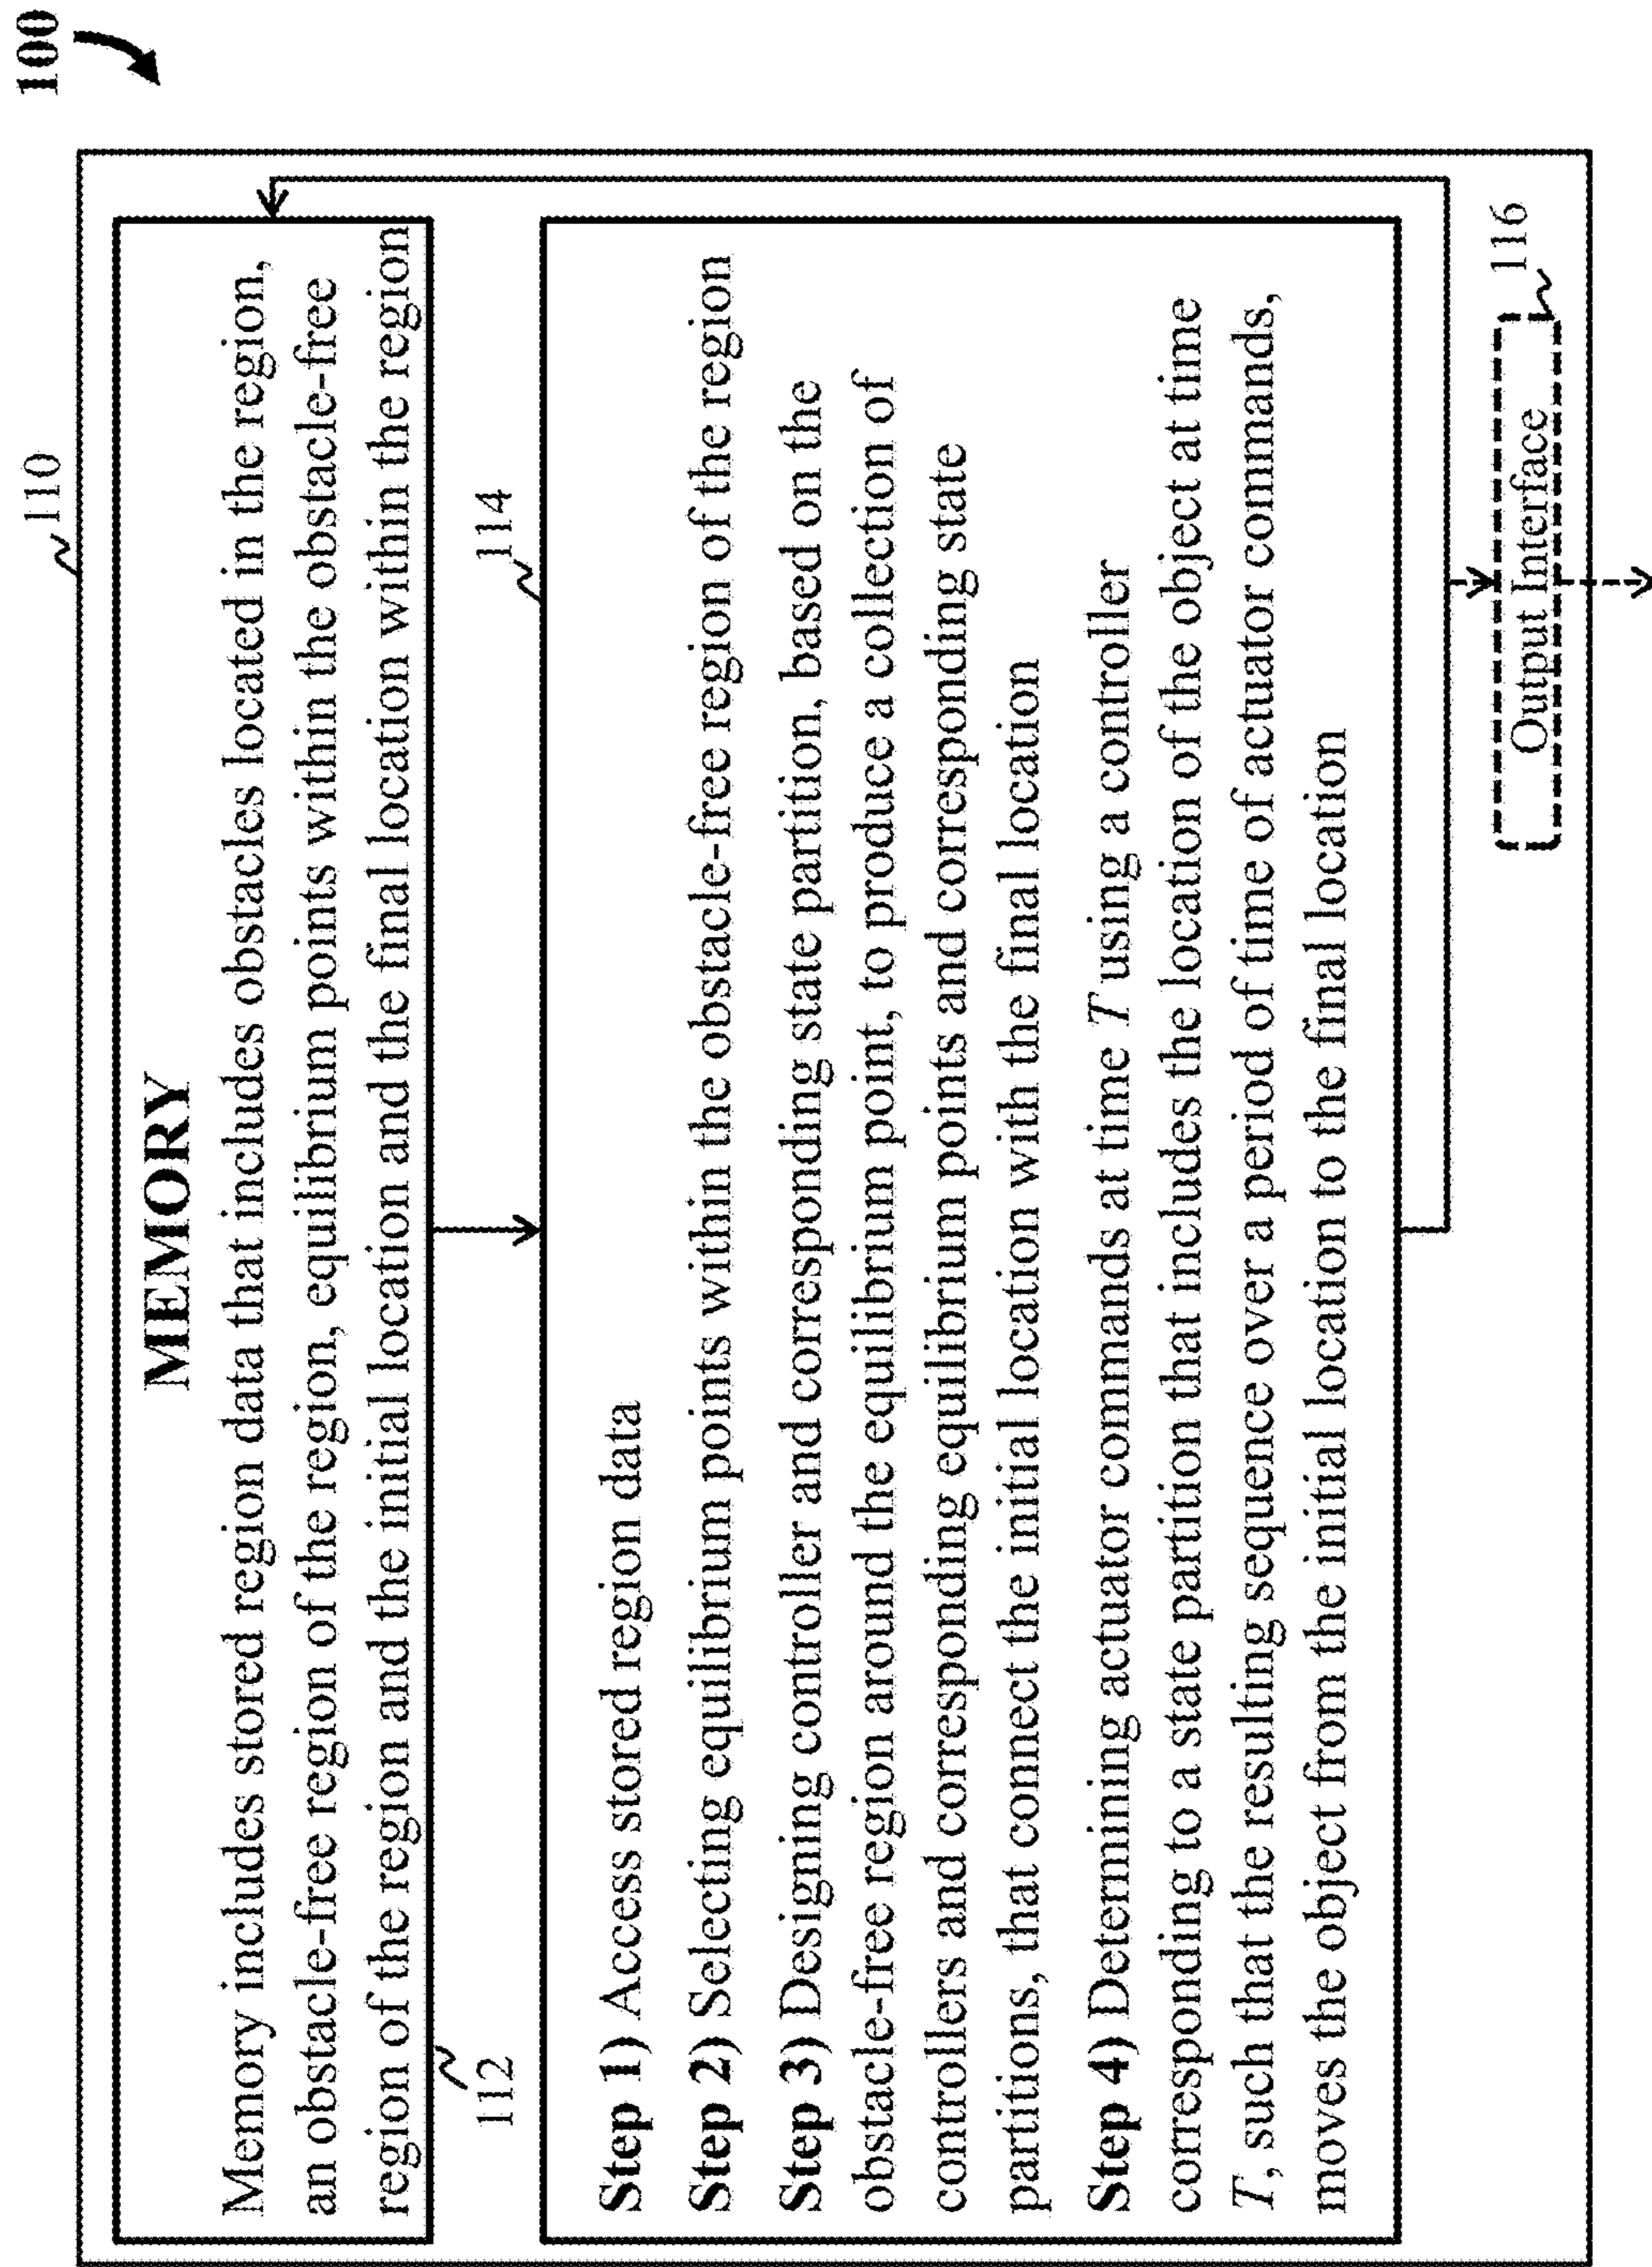 100
110
MEMORY
Memory includes stored region data that includes obstacles located in the region,
an obstacle-free region of the region, equilibrium points within the obstacle-free
region of the region and the initial location and the final location within the region
112
114
Step 1) Access stored region data
Step 2) Selecting equilibrium points within the obstacle-free region of the region
Step 3) Designing controller and corresponding state partition, based on the
obstacle-free region around the equilibrium point, to produce a collection of
controllers and corresponding equilibrium points and corresponding state
partitions, that connect the initial location with the final location
Step 4) Determining actuator commands at time T using a controller
corresponding to a state partition that includes the location of the object at time
T, such that the resulting sequence over a period of time of actuator commands,
moves the object from the initial location to the final location
Output Interface
116